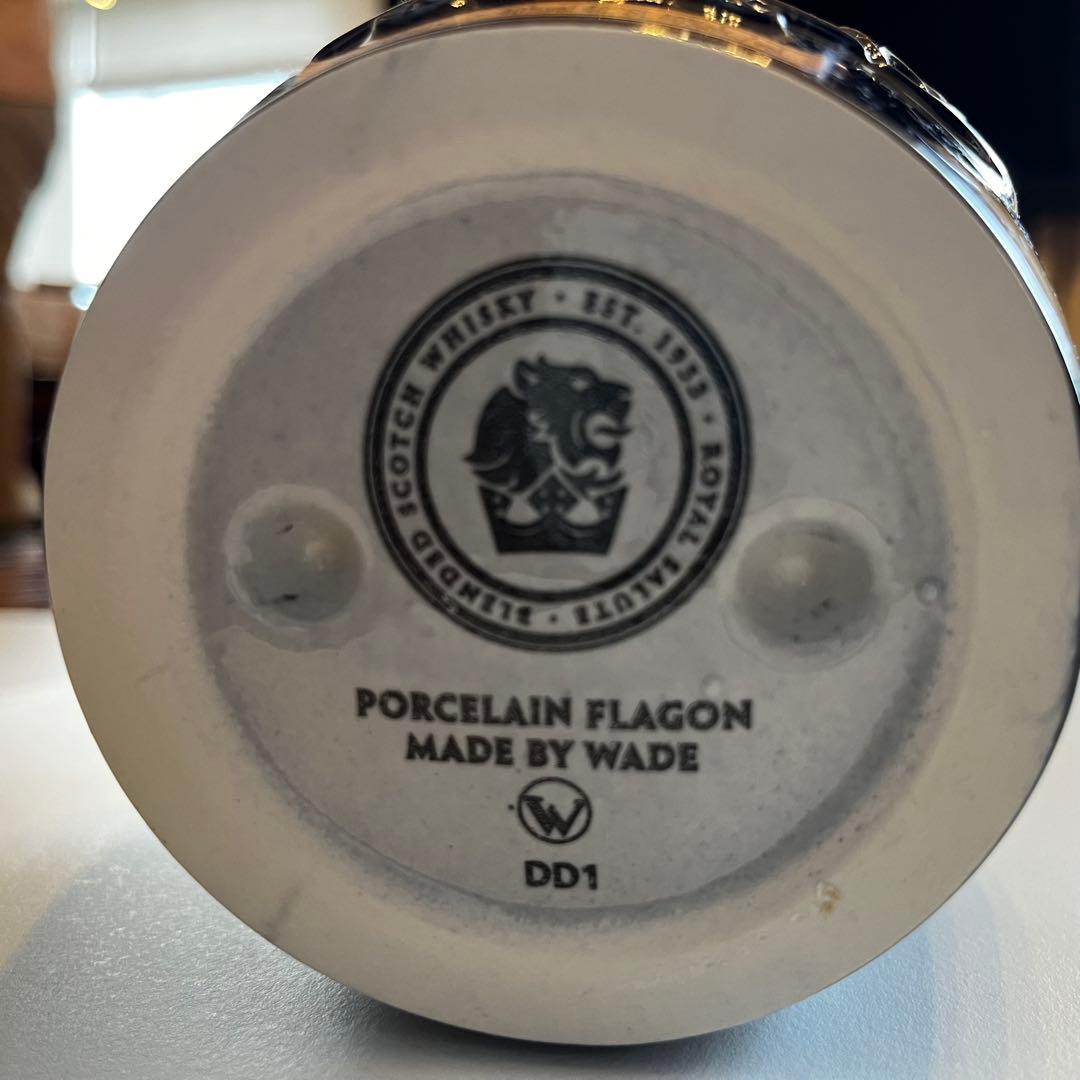 BLENDED SCOTCH WHISKY · EST. 1953 · ROYAL SALUTE ·
PORCELAIN FLAGON
MADE BY WADE
W
DD1